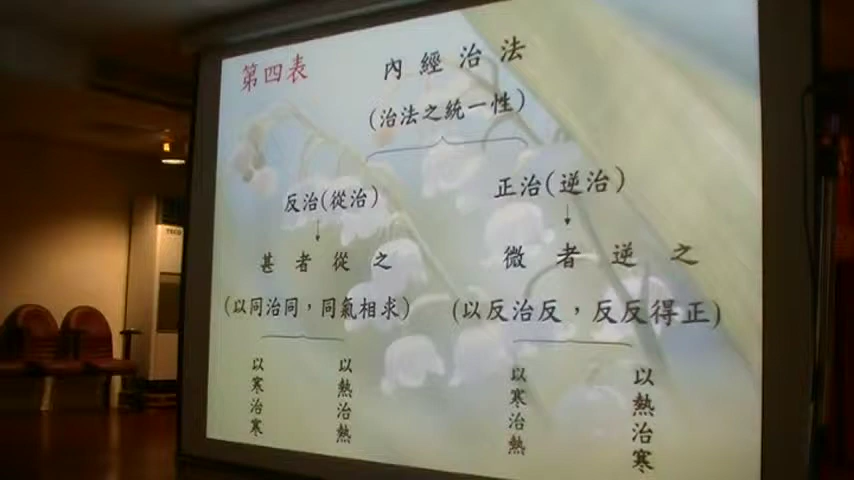 第四表
內經治法
(治法之統一性)
反治(從治)
正治(逆治)
↓
↓
甚者從之
微者逆之
(以同治同，同氣相求)
(以反治反，反反得正)
以寒治寒
以熱治熱
以寒治熱
以熱治寒